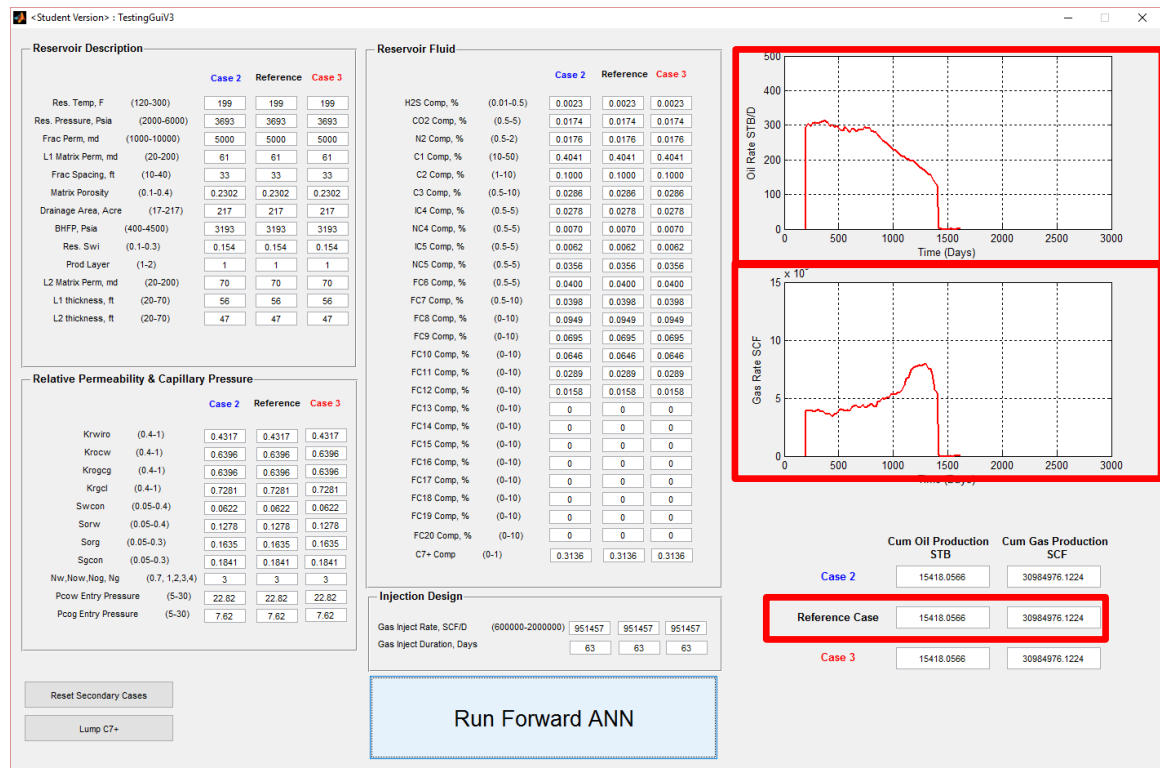 <Student Version> : TestingGuiV3
Reservoir Description
Case 2 Reference Case 3
Res. Temp, F (120-300) 199 199 199
Res. Pressure, Psia (2000-6000) 3693 3693 3693
Frac Perm, md (1000-10000) 5000 5000 5000
L1 Matrix Perm, md (20-200) 61 61 61
Frac Spacing, ft (10-40) 33 33 33
Matrix Porosity (0.1-0.4) 0.2302 0.2302 0.2302
Drainage Area, Acre (17-217) 217 217 217
BHFP, Psia (400-4500) 3193 3193 3193
Res. Swi (0.1-0.3) 0.154 0.154 0.154
Prod Layer (1-2) 1 1 1
L2 Matrix Perm, md (20-200) 70 70 70
L1 thickness, ft (20-70) 56 56 56
L2 thickness, ft (20-70) 47 47 47
Relative Permeability & Capillary Pressure
Case 2 Reference Case 3
Krwiro (0.4-1) 0.4317 0.4317 0.4317
Krocw (0.4-1) 0.6396 0.6396 0.6396
Krogcg (0.4-1) 0.6396 0.6396 0.6396
Krgcl (0.4-1) 0.7281 0.7281 0.7281
Swcon (0.05-0.4) 0.0622 0.0622 0.0622
Sorw (0.05-0.4) 0.1278 0.1278 0.1278
Sorg (0.05-0.3) 0.1635 0.1635 0.1635
Sgcon (0.05-0.3) 0.1841 0.1841 0.1841
Nw,Now,Nog, Ng (0.7, 1,2,3,4) 3 3 3
Pcow Entry Pressure (5-30) 22.82 22.82 22.82
Pcog Entry Pressure (5-30) 7.62 7.62 7.62
Reset Secondary Cases
Lump C7+
Reservoir Fluid
Case 2 Reference Case 3
H2S Comp, % (0.01-0.5) 0.0023 0.0023 0.0023
CO2 Comp, % (0.5-5) 0.0174 0.0174 0.0174
N2 Comp, % (0.5-2) 0.0176 0.0176 0.0176
C1 Comp, % (10-50) 0.4041 0.4041 0.4041
C2 Comp, % (1-10) 0.1000 0.1000 0.1000
C3 Comp, % (0.5-10) 0.0286 0.0286 0.0286
IC4 Comp, % (0.5-5) 0.0278 0.0278 0.0278
NC4 Comp, % (0.5-5) 0.0070 0.0070 0.0070
IC5 Comp, % (0.5-5) 0.0062 0.0062 0.0062
NC5 Comp, % (0.5-5) 0.0356 0.0356 0.0356
FC6 Comp, % (0.5-5) 0.0400 0.0400 0.0400
FC7 Comp, % (0.5-10) 0.0398 0.0398 0.0398
FC8 Comp, % (0-10) 0.0949 0.0949 0.0949
FC9 Comp, % (0-10) 0.0695 0.0695 0.0695
FC10 Comp, % (0-10) 0.0646 0.0646 0.0646
FC11 Comp, % (0-10) 0.0289 0.0289 0.0289
FC12 Comp, % (0-10) 0.0158 0.0158 0.0158
FC13 Comp, % (0-10) 0 0 0
FC14 Comp, % (0-10) 0 0 0
FC15 Comp, % (0-10) 0 0 0
FC16 Comp, % (0-10) 0 0 0
FC17 Comp, % (0-10) 0 0 0
FC18 Comp, % (0-10) 0 0 0
FC19 Comp, % (0-10) 0 0 0
FC20 Comp, % (0-10) 0 0 0
C7+ Comp (0-1) 0.3136 0.3136 0.3136
Injection Design
Gas Inject Rate, SCF/D (600000-2000000) 951457 951457 951457
Gas Inject Duration, Days 63 63 63
Run Forward ANN
500
400
300
200
100
0
Oil Rate STB/D
0 500 1000 1500 2000 2500 3000
Time (Days)
15
10
5
0
Gas Rate SCF
0 500 1000 1500 2000 2500 3000
Time (Days)
Cum Oil Production Cum Gas Production
STB SCF
Case 2 15418.0566 30984976.1224
Reference Case 15418.0566 30984976.1224
Case 3 15418.0566 30984976.1224